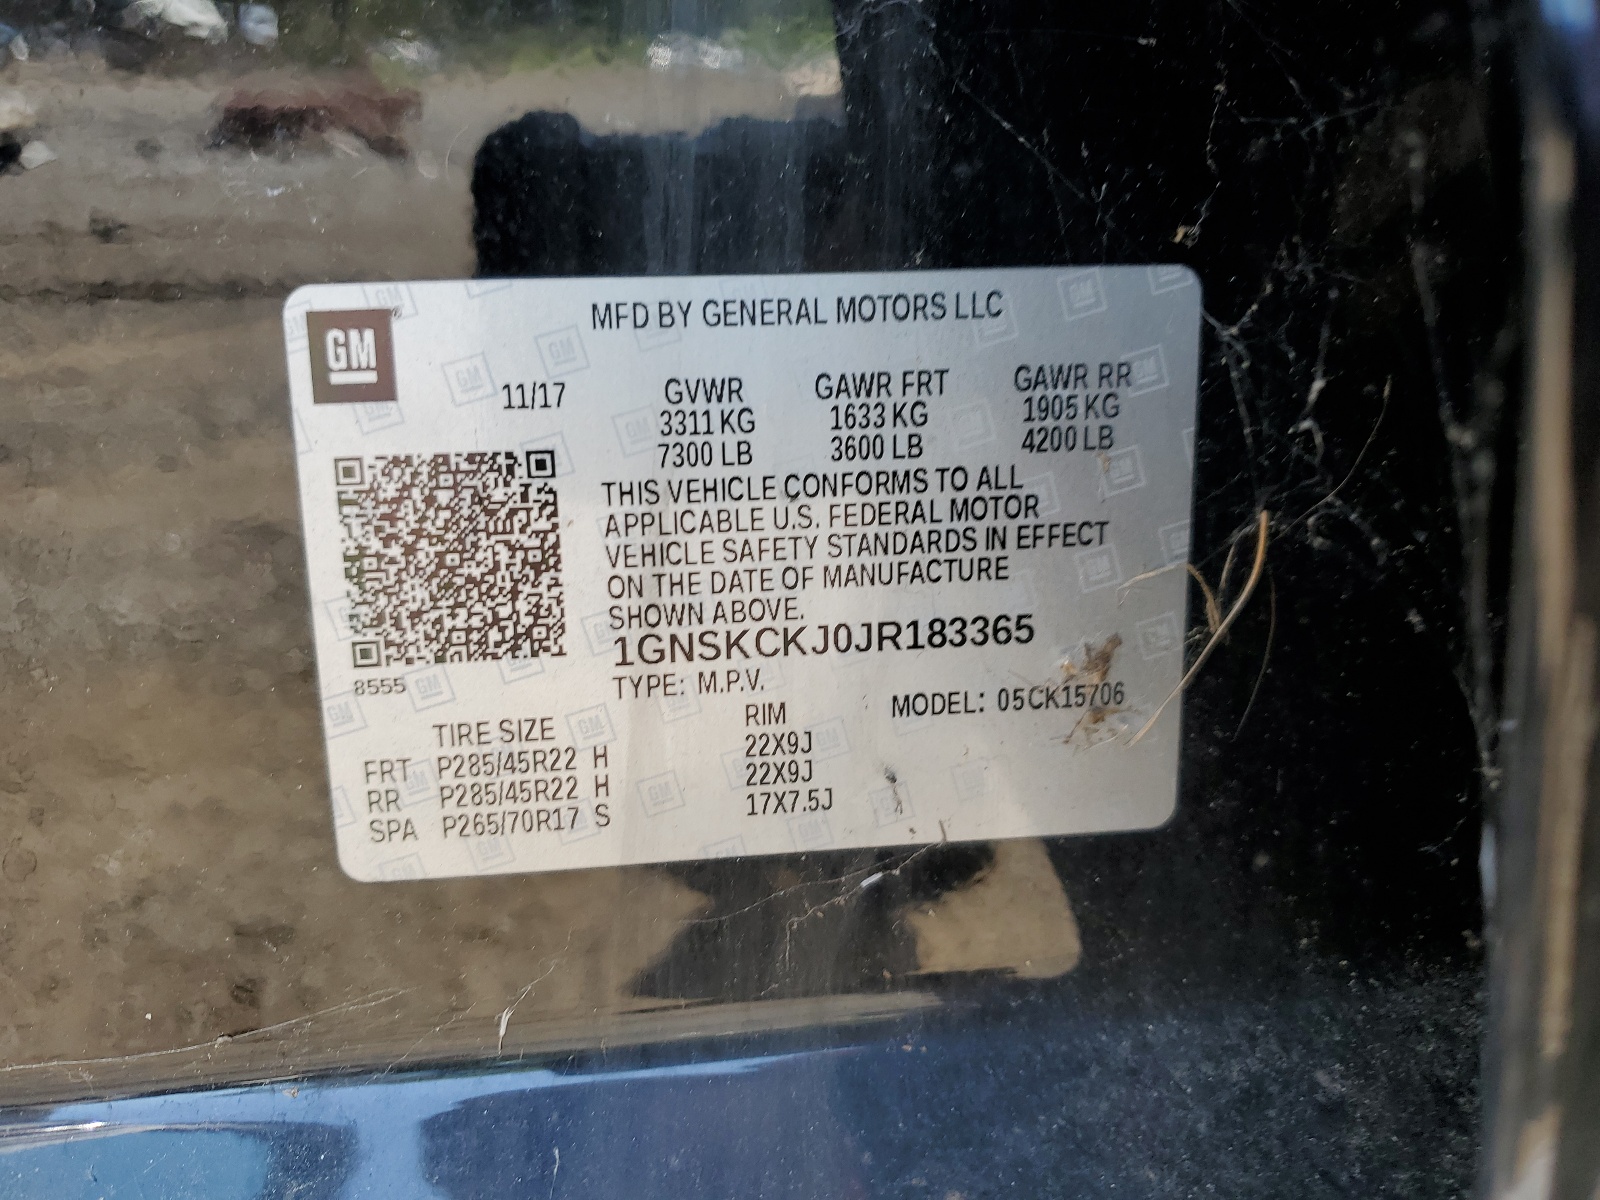 GM
MFD BY GENERAL MOTORS LLC
11/17 GVWR GAWR FRT GAWR RR
3311 KG 1633 KG 1905 KG
7300 LB 3600 LB 4200 LB
THIS VEHICLE CONFORMS TO ALL
APPLICABLE U.S. FEDERAL MOTOR
VEHICLE SAFETY STANDARDS IN EFFECT
ON THE DATE OF MANUFACTURE
SHOWN ABOVE.
1GNSKCKJ0JR183365
8555
TYPE: M.P.V. MODEL: 05CK15706
TIRE SIZE RIM
FRT P285/45R22 H 22X9J
RR P285/45R22 H 22X9J
SPA P265/70R17 S 17X7.5J